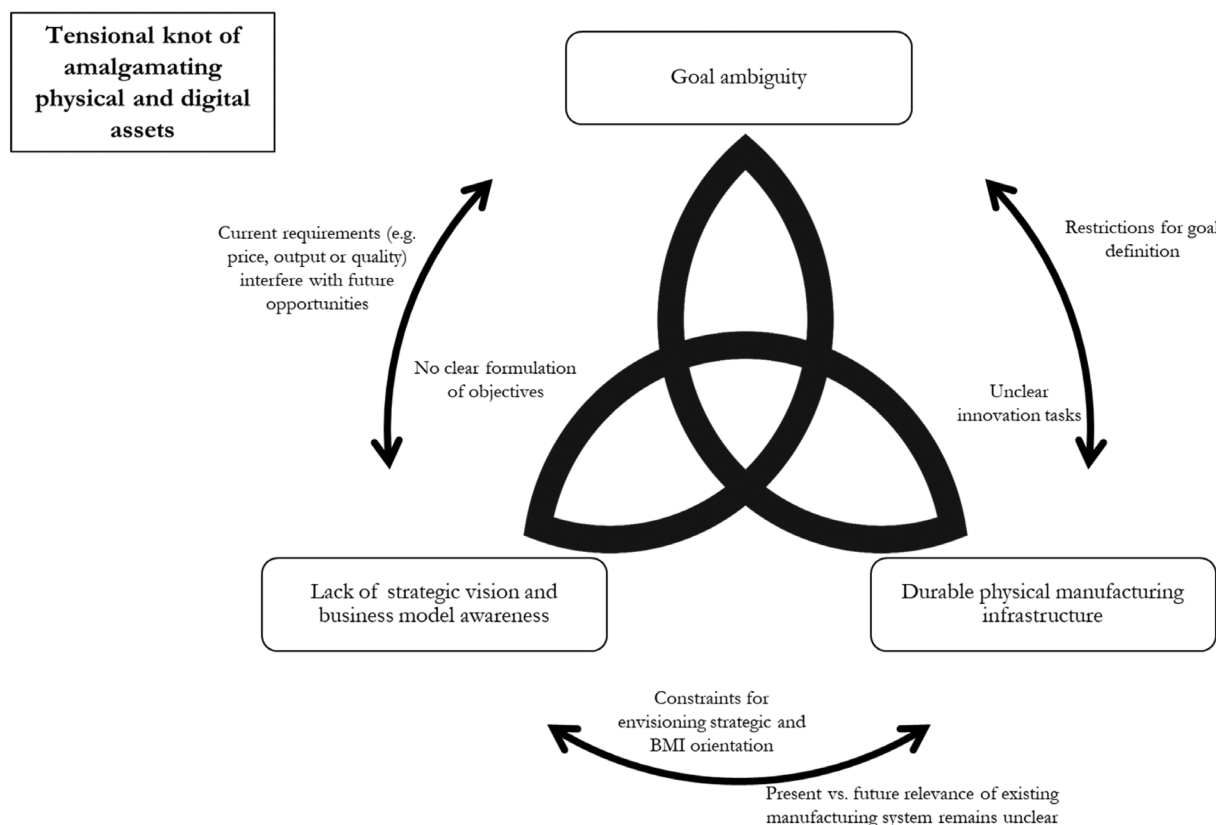 Tensional knot of
amalgamating
physical and digital
assets
Goal ambiguity
Current requirements (e.g.
price, output or quality)
interfere with future
opportunities
Restrictions for goal
definition
No clear formulation
of objectives
Unclear
innovation tasks
Lack of strategic vision and
business model awareness
Durable physical manufacturing
infrastructure
Constraints for
envisioning strategic and
BMI orientation
Present vs. future relevance of existing
manufacturing system remains unclear